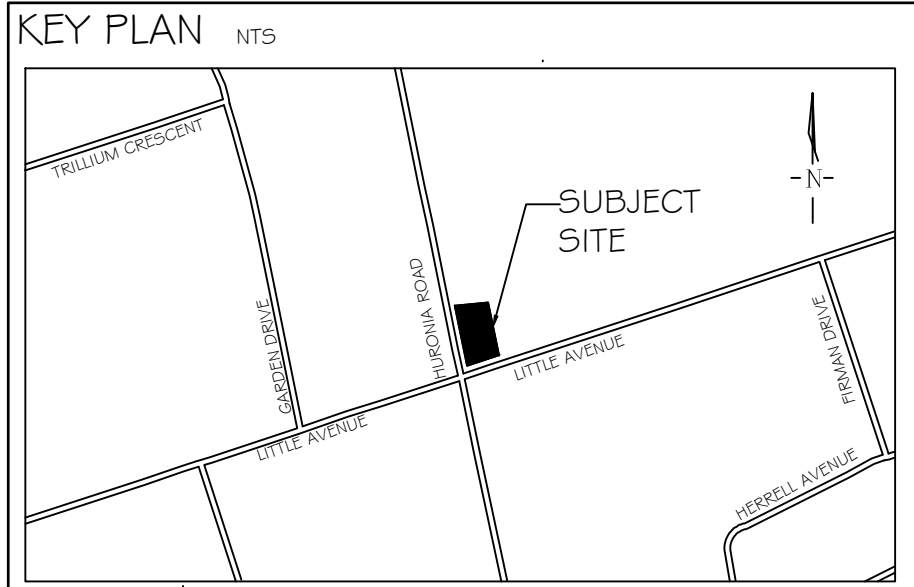 KEY PLAN NTS
TRILLIUM CRESCENT
N
SUBJECT
SITE
HURONIA ROAD
GARDEN DRIVE
FIRMAN DRIVE
LITTLE AVENUE
LITTLE AVENUE
HERRELL AVENUE